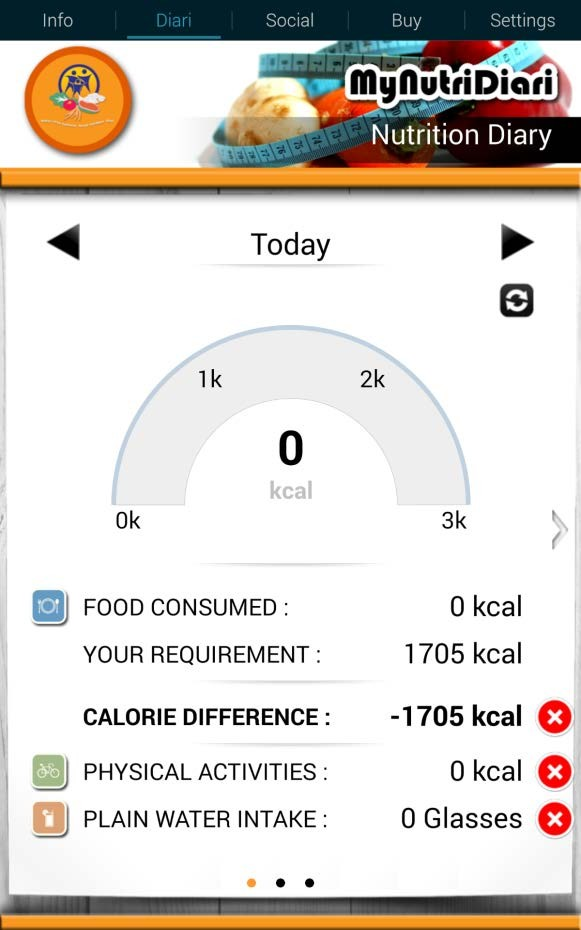 Info Diari Social Buy Settings
MyNutriDiari
Nutrition Diary
Today
1k 2k
0
kcal
0k 3k
FOOD CONSUMED : 0 kcal
YOUR REQUIREMENT : 1705 kcal
CALORIE DIFFERENCE : -1705 kcal
PHYSICAL ACTIVITIES : 0 kcal
PLAIN WATER INTAKE : 0 Glasses